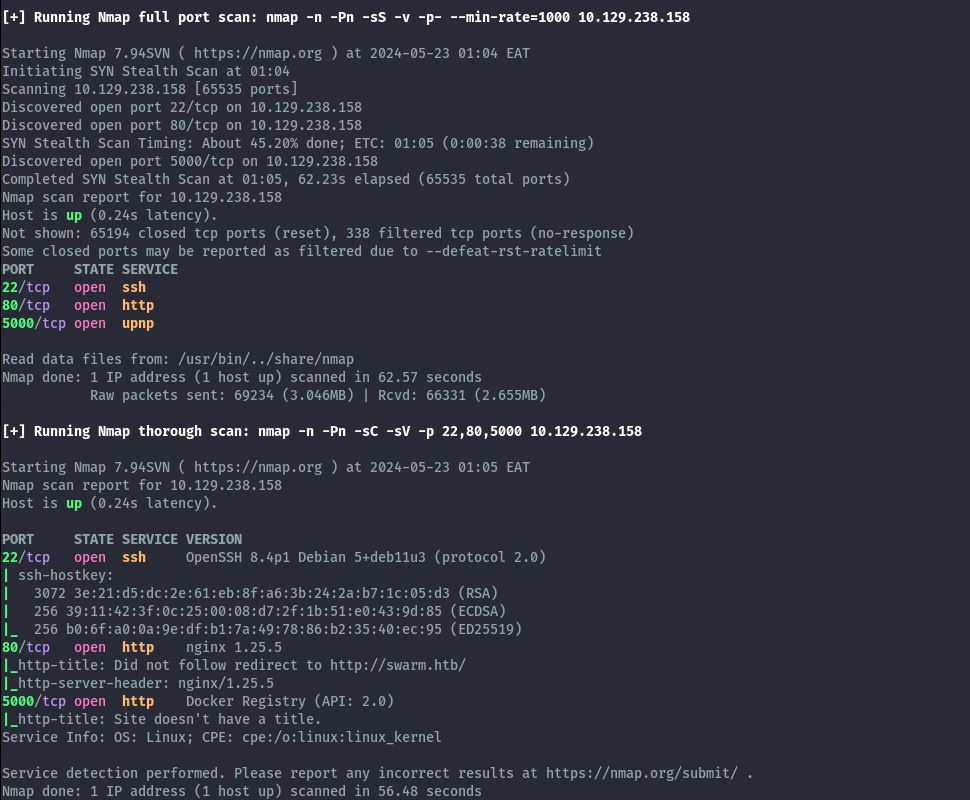 [+] Running Nmap full port scan: nmap -n -Pn -sS -v -p- --min-rate=1000 10.129.238.158
Starting Nmap 7.94SVN ( https://nmap.org ) at 2024-05-23 01:04 EAT
Initiating SYN Stealth Scan at 01:04
Scanning 10.129.238.158 [65535 ports]
Discovered open port 22/tcp on 10.129.238.158
Discovered open port 80/tcp on 10.129.238.158
SYN Stealth Scan Timing: About 45.20% done; ETC: 01:05 (0:00:38 remaining)
Discovered open port 5000/tcp on 10.129.238.158
Completed SYN Stealth Scan at 01:05, 62.23s elapsed (65535 total ports)
Nmap scan report for 10.129.238.158
Host is up (0.24s latency).
Not shown: 65194 closed tcp ports (reset), 338 filtered tcp ports (no-response)
Some closed ports may be reported as filtered due to --defeat-rst-ratelimit
PORT     STATE SERVICE
22/tcp   open  ssh
80/tcp   open  http
5000/tcp open  upnp
Read data files from: /usr/bin/../share/nmap
Nmap done: 1 IP address (1 host up) scanned in 62.57 seconds
           Raw packets sent: 69234 (3.046MB) | Rcvd: 66331 (2.655MB)
[+] Running Nmap thorough scan: nmap -n -Pn -sC -sV -p 22,80,5000 10.129.238.158
Starting Nmap 7.94SVN ( https://nmap.org ) at 2024-05-23 01:05 EAT
Nmap scan report for 10.129.238.158
Host is up (0.24s latency).
PORT     STATE SERVICE VERSION
22/tcp   open  ssh     OpenSSH 8.4p1 Debian 5+deb11u3 (protocol 2.0)
| ssh-hostkey:
|   3072 3e:21:d5:dc:2e:61:eb:8f:a6:3b:24:2a:b7:1c:05:d3 (RSA)
|   256 39:11:42:3f:0c:25:00:08:d7:2f:1b:51:e0:43:9d:85 (ECDSA)
|_  256 b0:6f:a0:0a:9e:df:b1:7a:49:78:86:b2:35:40:ec:95 (ED25519)
80/tcp   open  http    nginx 1.25.5
|_http-title: Did not follow redirect to http://swarm.htb/
|_http-server-header: nginx/1.25.5
5000/tcp open  http    Docker Registry (API: 2.0)
|_http-title: Site doesn't have a title.
Service Info: OS: Linux; CPE: cpe:/o:linux:linux_kernel
Service detection performed. Please report any incorrect results at https://nmap.org/submit/ .
Nmap done: 1 IP address (1 host up) scanned in 56.48 seconds